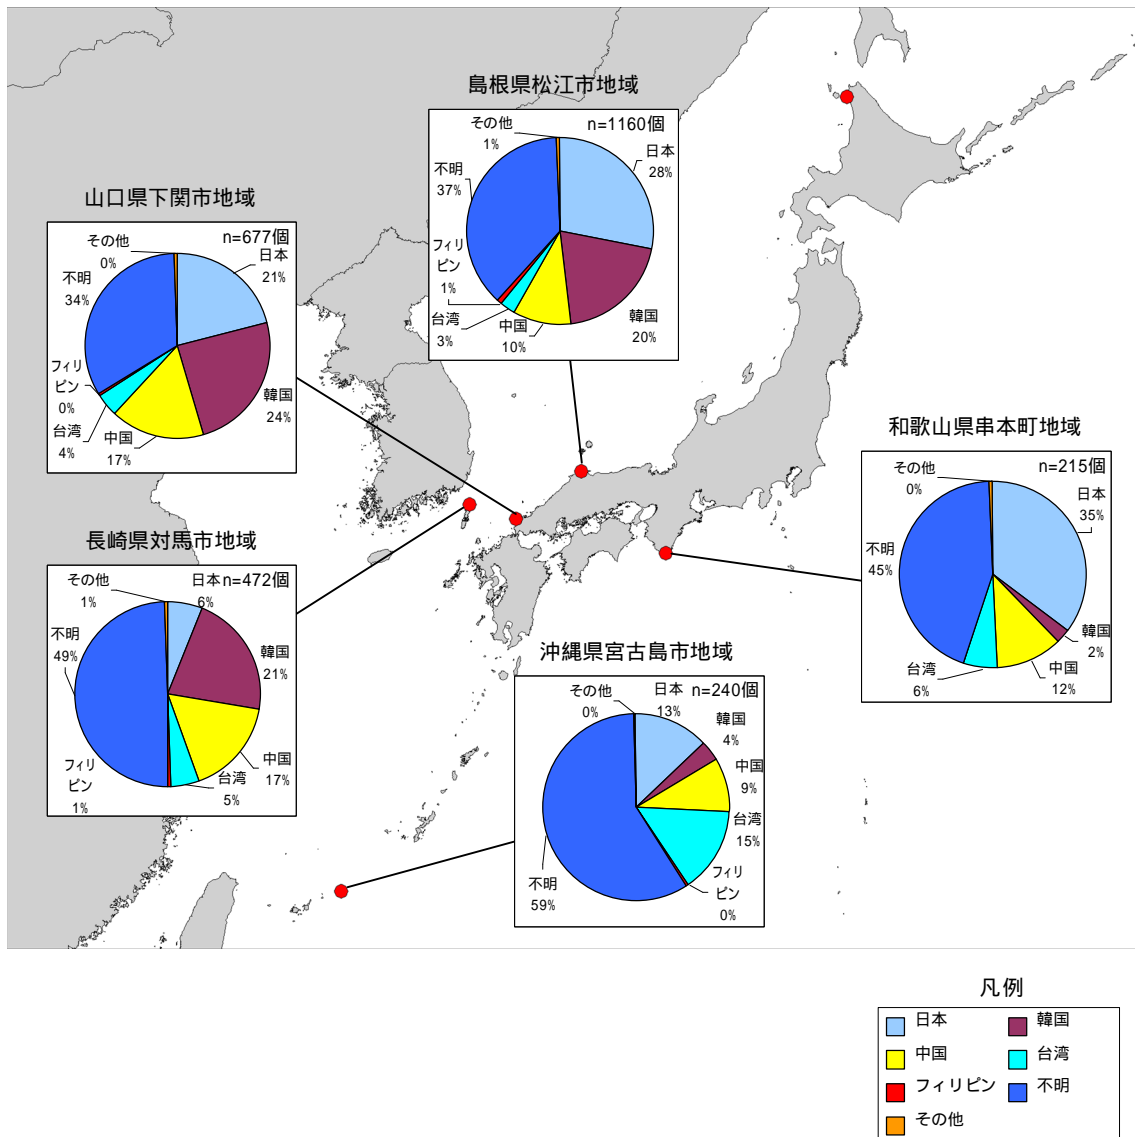 島根県松江市地域
n=1160個
その他
1%
日本
28%
不明
37%
フィリ
ピン
1%
台湾
3%
中国
10%
韓国
20%
山口県下関市地域
n=677個
その他
0%
日本
21%
不明
34%
フィリ
ピン
0%
台湾
4%
中国
17%
韓国
24%
和歌山県串本町地域
n=215個
その他
0%
日本
35%
不明
45%
韓国
2%
台湾
6%
中国
12%
長崎県対馬市地域
n=472個
その他
1%
日本
6%
不明
49%
韓国
21%
フィリ
ピン
1%
台湾
5%
中国
17%
沖縄県宮古島市地域
n=240個
その他
0%
日本
13%
韓国
4%
中国
9%
台湾
15%
フィリ
ピン
0%
不明
59%
凡例
日本
韓国
中国
台湾
フィリピン
不明
その他